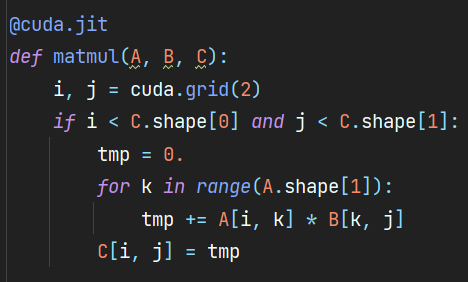 @cuda.jit
def matmul(A, B, C):
    i, j = cuda.grid(2)
    if i < C.shape[0] and j < C.shape[1]:
        tmp = 0.
        for k in range(A.shape[1]):
            tmp += A[i, k] * B[k, j]
        C[i, j] = tmp